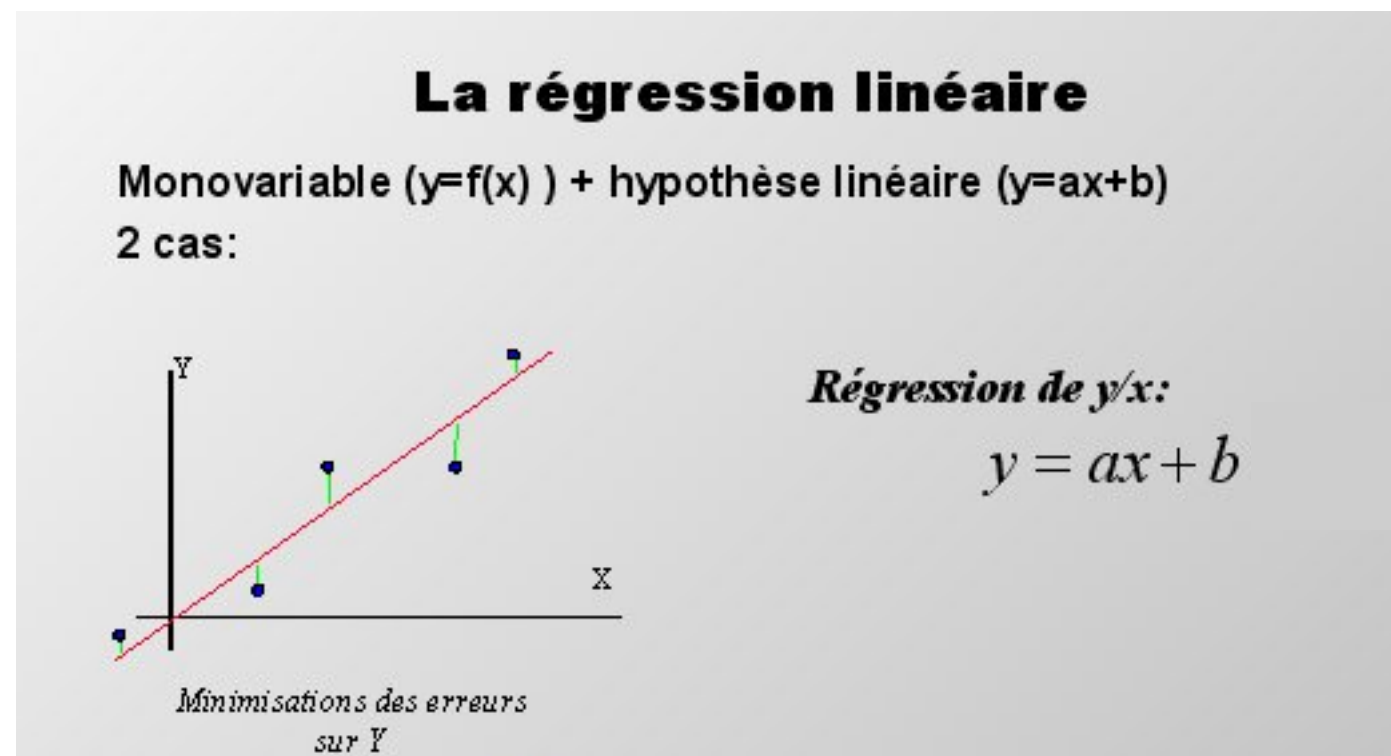 La régression linéaire
Monovariable (y=f(x) ) + hypothèse linéaire (y=ax+b)
2 cas:
Y
X
Minimisations des erreurs
sur Y
Régression de y/x:
y = ax + b